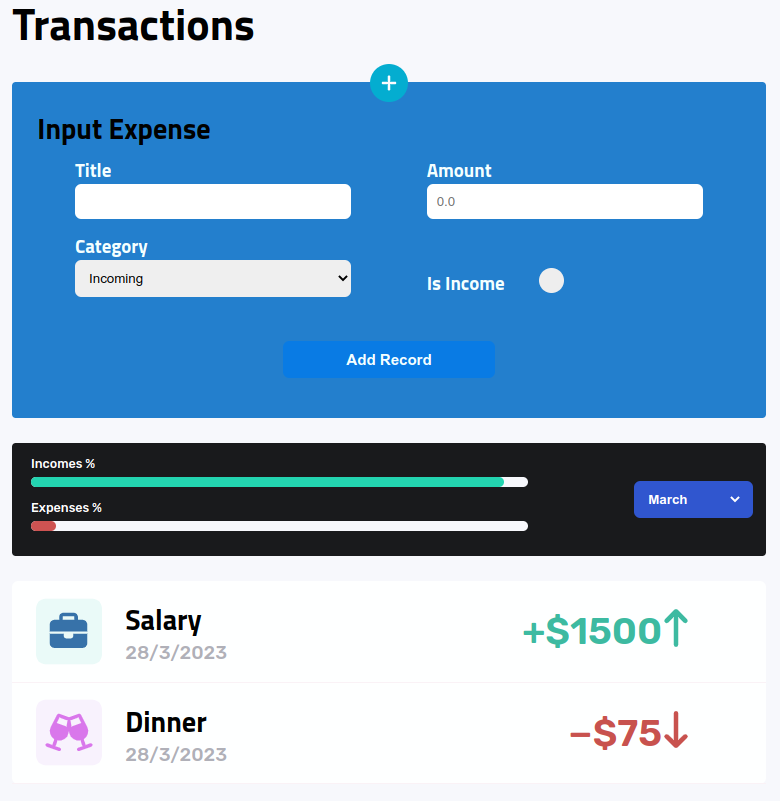 Transactions
+
Input Expense
Title
Amount
0.0
Category
Incoming
Is Income
Add Record
Incomes %
Expenses %
March
Salary
28/3/2023
+$1500↑
Dinner
28/3/2023
–$75↓